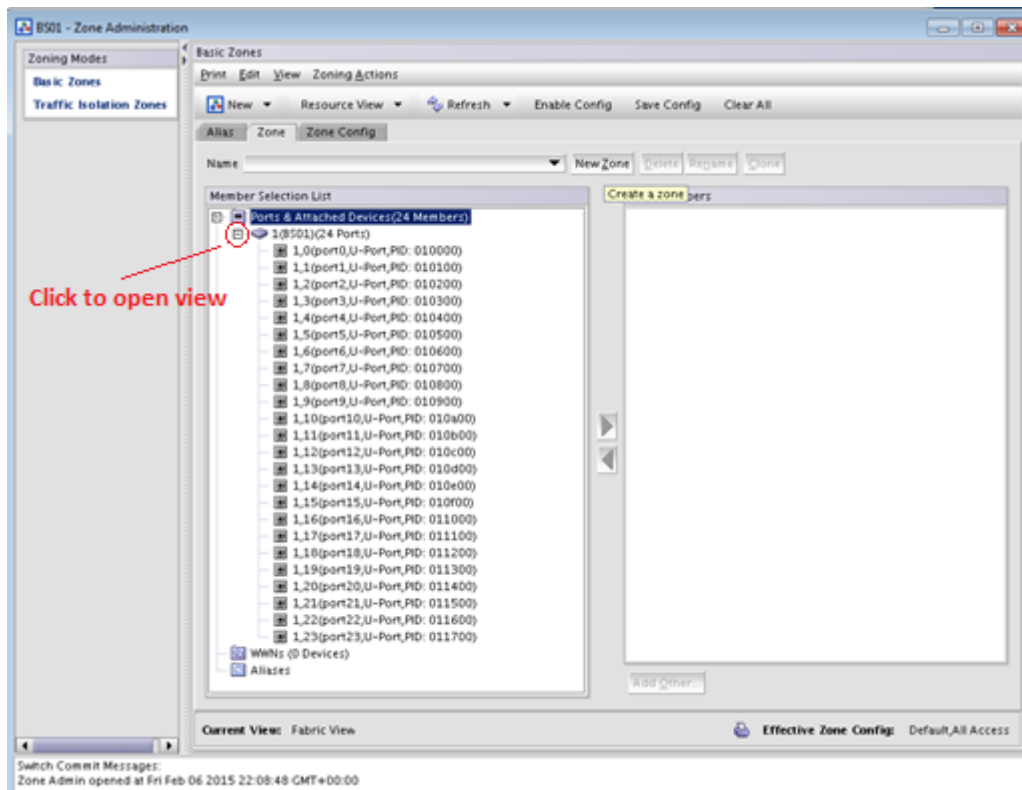 BS01 - Zone Administration
Zoning Modes
Basic Zones
Traffic Isolation Zones
Basic Zones
Print Edit View Zoning Actions
New Resource View Refresh Enable Config Save Config Clear All
Alias Zone Zone Config
Name New Zone Delete Rename Clone
Member Selection List
Create a zone bers
Ports & Attached Devices(24 Members)
1(BS01)(24 Ports)
1,0(port0,U-Port,PID: 010000)
1,1(port1,U-Port,PID: 010100)
1,2(port2,U-Port,PID: 010200)
1,3(port3,U-Port,PID: 010300)
Click to open view
1,4(port4,U-Port,PID: 010400)
1,5(port5,U-Port,PID: 010500)
1,6(port6,U-Port,PID: 010600)
1,7(port7,U-Port,PID: 010700)
1,8(port8,U-Port,PID: 010800)
1,9(port9,U-Port,PID: 010900)
1,10(port10,U-Port,PID: 010a00)
1,11(port11,U-Port,PID: 010b00)
1,12(port12,U-Port,PID: 010c00)
1,13(port13,U-Port,PID: 010d00)
1,14(port14,U-Port,PID: 010e00)
1,15(port15,U-Port,PID: 010f00)
1,16(port16,U-Port,PID: 011000)
1,17(port17,U-Port,PID: 011100)
1,18(port18,U-Port,PID: 011200)
1,19(port19,U-Port,PID: 011300)
1,20(port20,U-Port,PID: 011400)
1,21(port21,U-Port,PID: 011500)
1,22(port22,U-Port,PID: 011600)
1,23(port23,U-Port,PID: 011700)
WWNs (0 Devices)
Aliases
Add Other...
Current View: Fabric View
Effective Zone Config: Default,All Access
Switch Commit Messages:
Zone Admin opened at Fri Feb 06 2015 22:08:48 GMT+00:00